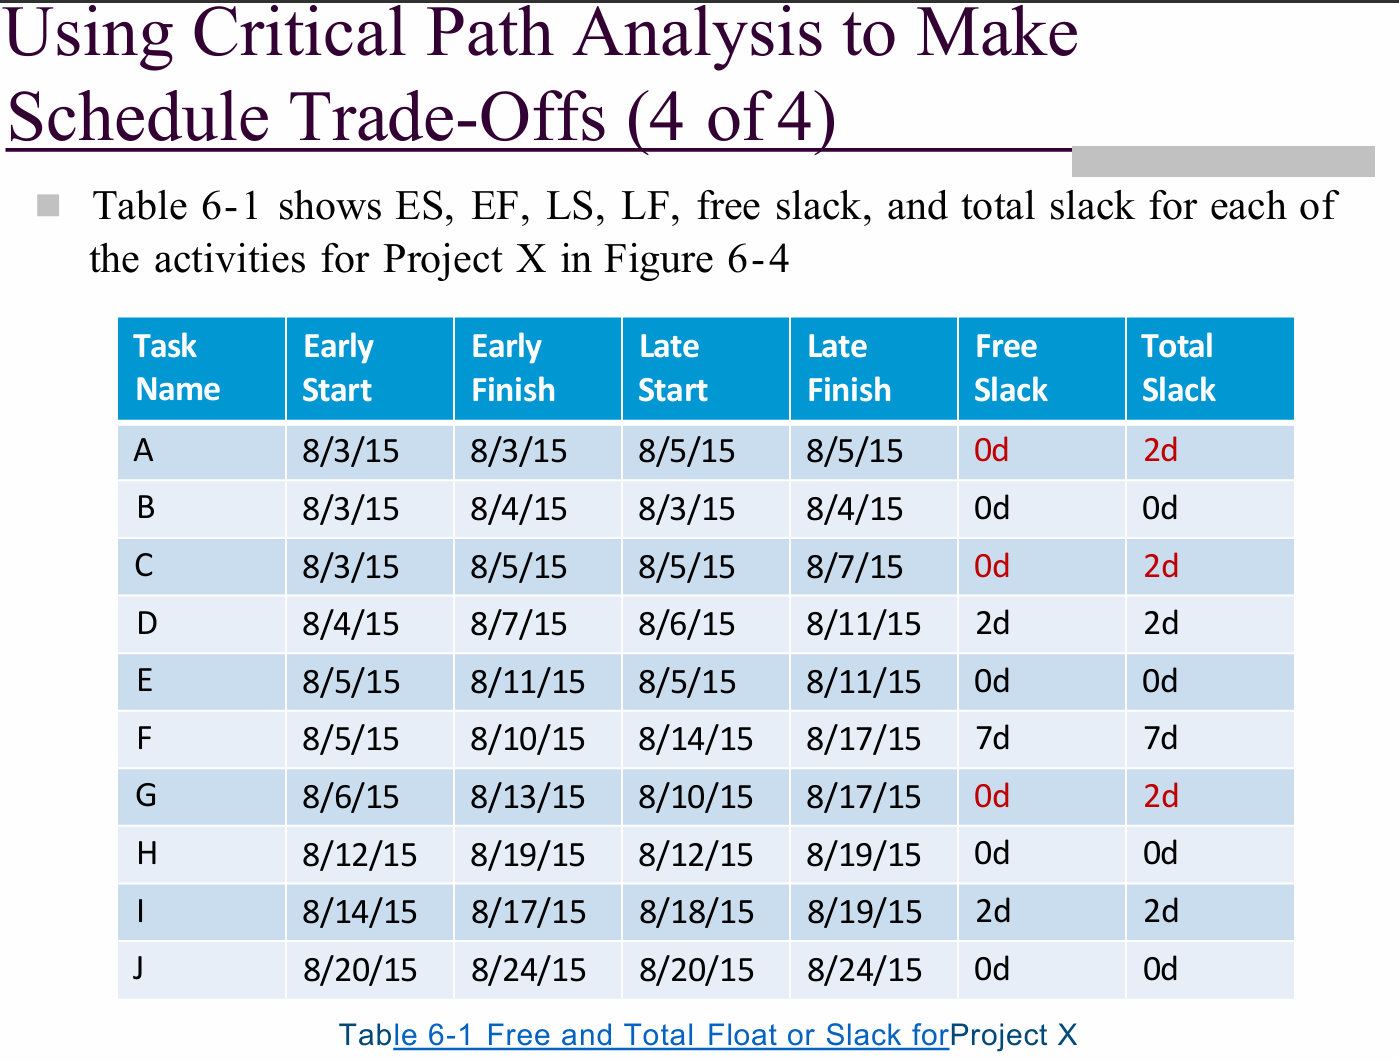 Using Critical Path Analysis to Make
Schedule Trade-Offs (4 of 4)
Table 6-1 shows ES, EF, LS, LF, free slack, and total slack for each of
the activities for Project X in Figure 6-4
Task Name Early Start Early Finish Late Start Late Finish Free Slack Total Slack
A 8/3/15 8/3/15 8/5/15 8/5/15 0d 2d
B 8/3/15 8/4/15 8/3/15 8/4/15 0d 0d
C 8/3/15 8/5/15 8/5/15 8/7/15 0d 2d
D 8/4/15 8/7/15 8/6/15 8/11/15 2d 2d
E 8/5/15 8/11/15 8/5/15 8/11/15 0d 0d
F 8/5/15 8/10/15 8/14/15 8/17/15 7d 7d
G 8/6/15 8/13/15 8/10/15 8/17/15 0d 2d
H 8/12/15 8/19/15 8/12/15 8/19/15 0d 0d
I 8/14/15 8/17/15 8/18/15 8/19/15 2d 2d
J 8/20/15 8/24/15 8/20/15 8/24/15 0d 0d
Table 6-1 Free and Total Float or Slack forProject X